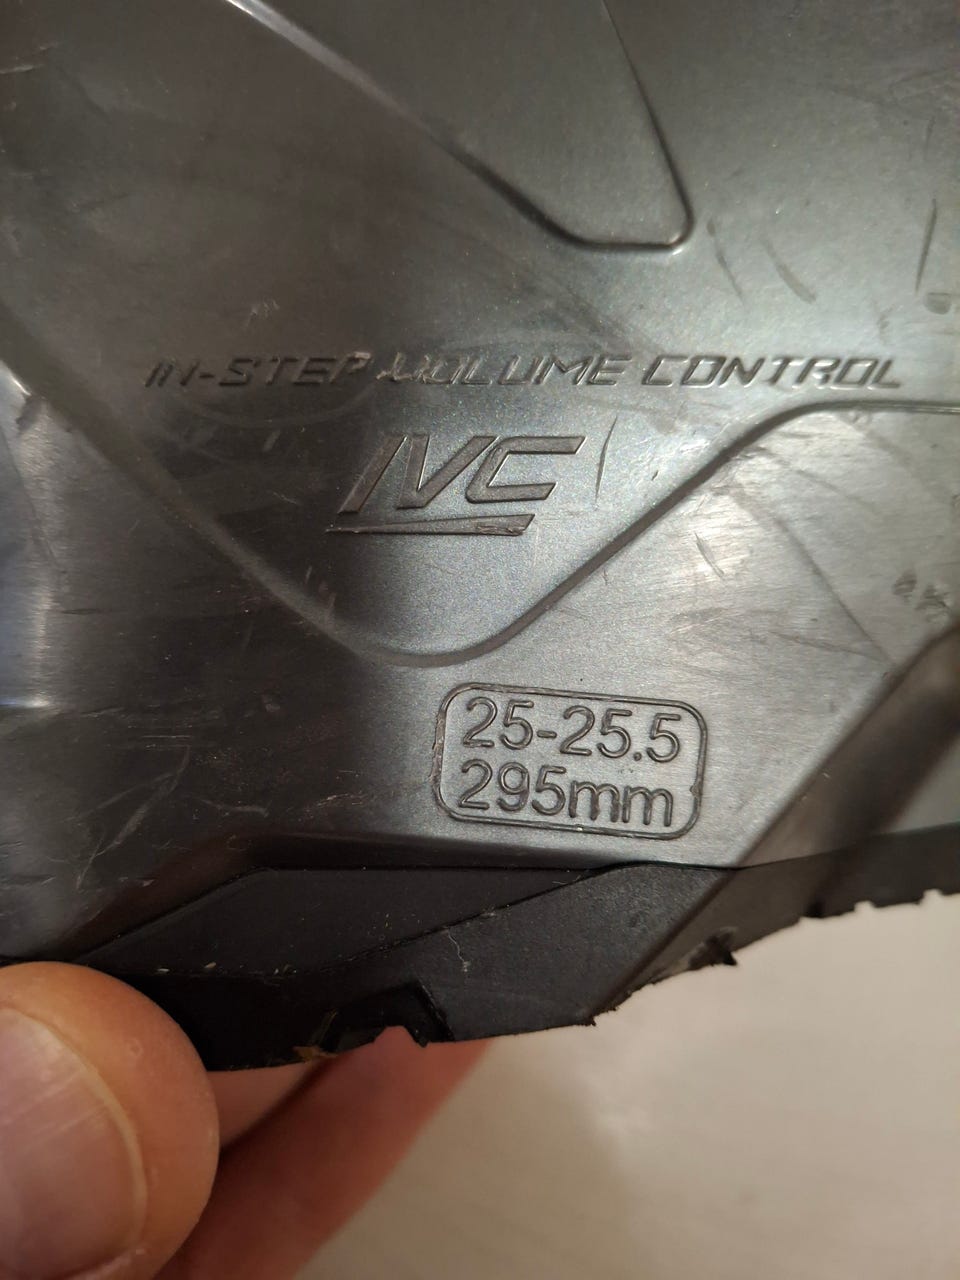 IN-STEP VOLUME CONTROL
IVC
25-25.5
295mm